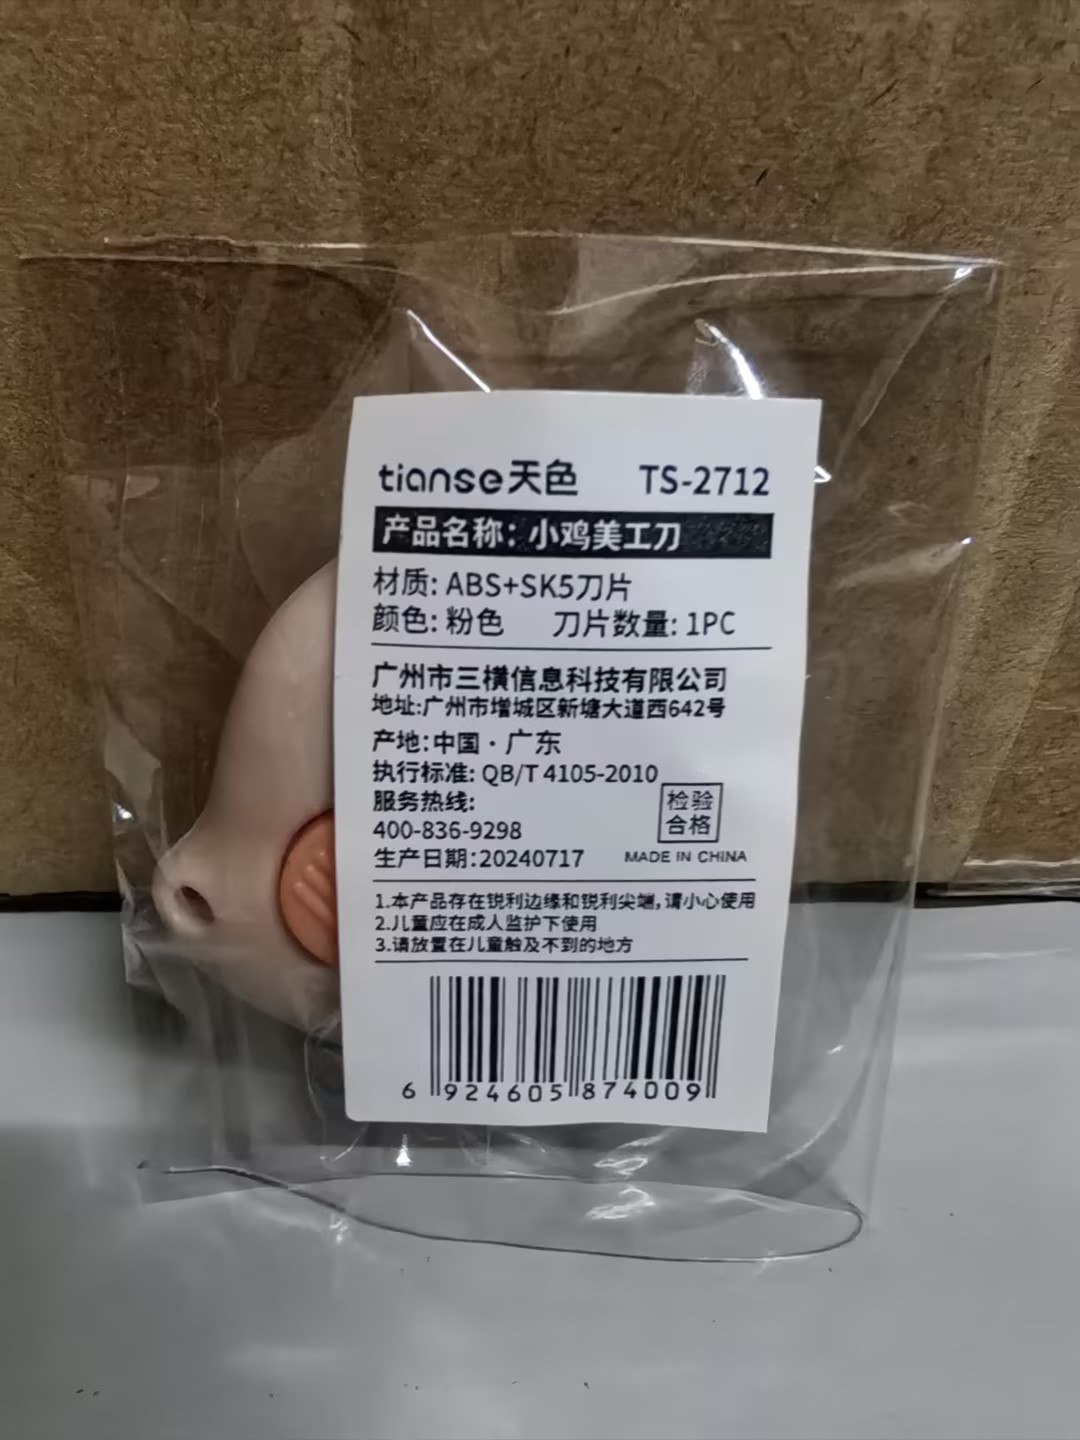 tianse天色 TS-2712
产品名称：小鸡美工刀
材质: ABS+SK5刀片
颜色: 粉色 刀片数量: 1PC
广州市三横信息科技有限公司
地址:广州市增城区新塘大道西642号
产地:中国·广东
执行标准: QB/T 4105-2010
服务热线:
400-836-9298
检验
合格
生产日期:20240717
MADE IN CHINA
1.本产品存在锐利边缘和锐利尖端,请小心使用
2.儿童应在成人监护下使用
3.请放置在儿童触及不到的地方
6 924605 874009